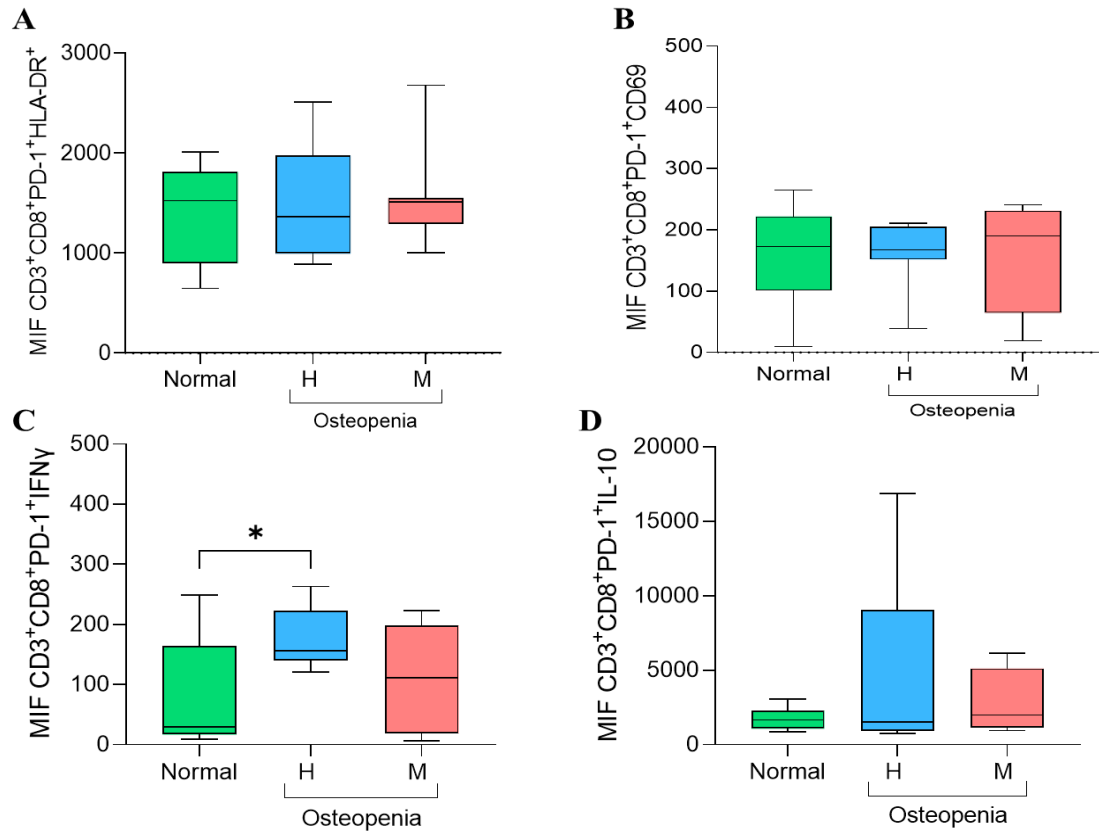 A
MIF CD3⁺CD8⁺PD-1⁺HLA-DR⁺
3000
2000
1000
0
Normal H M
Osteopenia
B
MIF CD3⁺CD8⁺PD-1⁺CD69
500
400
300
200
100
0
Normal H M
Osteopenia
C
MIF CD3⁺CD8⁺PD-1⁺IFNγ
500
400
300
200
100
0
*
Normal H M
Osteopenia
D
MIF CD3⁺CD8⁺PD-1⁺IL-10
20000
15000
10000
5000
0
Normal H M
Osteopenia